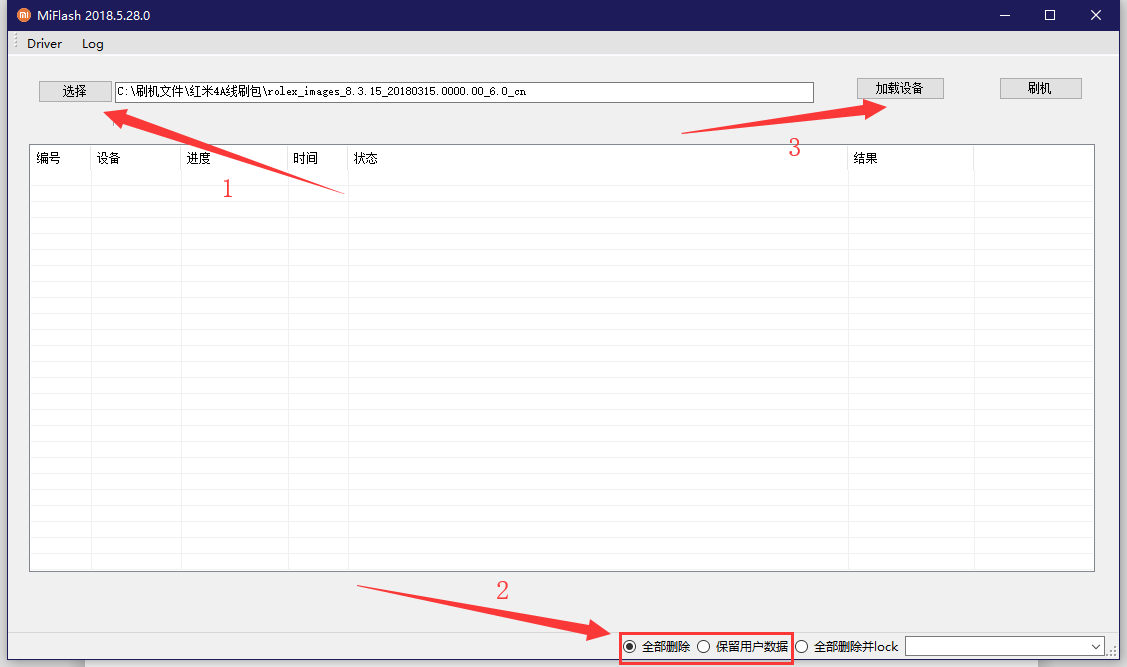 MiFlash 2018.5.28.0
Driver Log
选择 C:\刷机文件\红米4A线刷包\rolex_images_8.3.15_20180315.0000.00_6.0_cn 加载设备 刷机
3
编号 设备 进度 时间 状态 结果
1
2
全部删除 保留用户数据 全部删除并lock